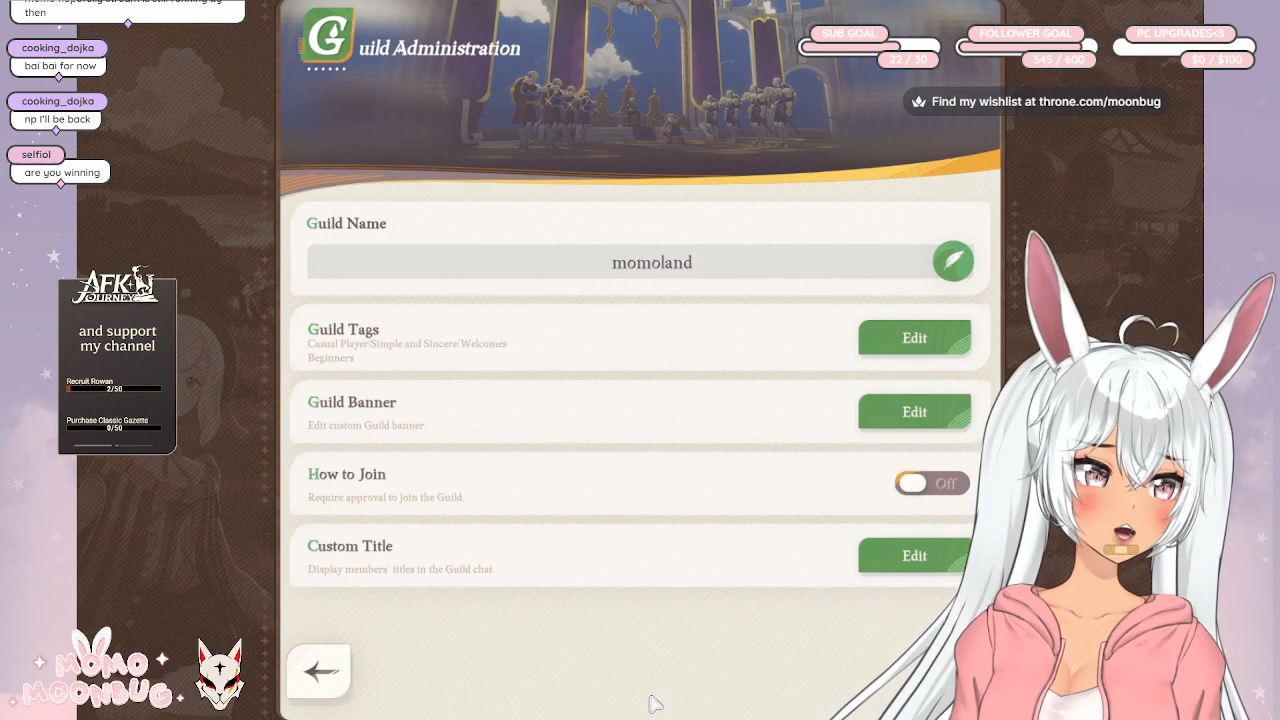 then
cooking_dojka
bai bai for now
cooking_dojka
np I'll be back
selfiol
are you winning
AFK
JOURNEY
and support
my channel
Recruit Rowan
2/50
Purchase Classic Gazette
0/50
MOMO
MOONBUG
Guild Administration
Guild Name
momoland
Guild Tags
Casual Player|Simple and Sincere|Welcomes
Beginners
Edit
Guild Banner
Edit custom Guild banner.
Edit
How to Join
Require approval to Join the Guild.
Off
Custom Title
Display members' titles in the Guild chat.
Edit
SUB GOAL
22 / 30
FOLLOWER GOAL
545 / 600
PC UPGRADES<3
$0 / $100
Find my wishlist at throne.com/moonbug